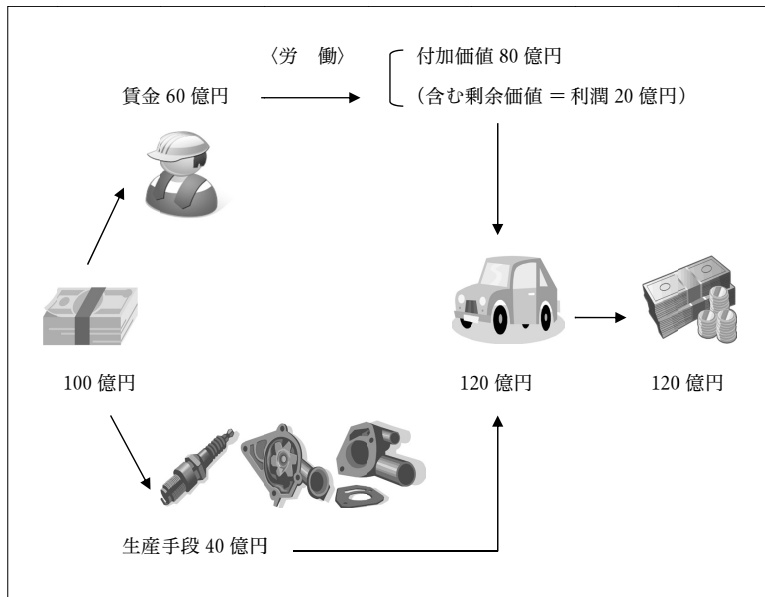 〈労　働〉
付加価値 80 億円
賃金 60 億円
（含む剰余価値 ＝ 利潤 20 億円）
100 億円
120 億円
120 億円
生産手段 40 億円